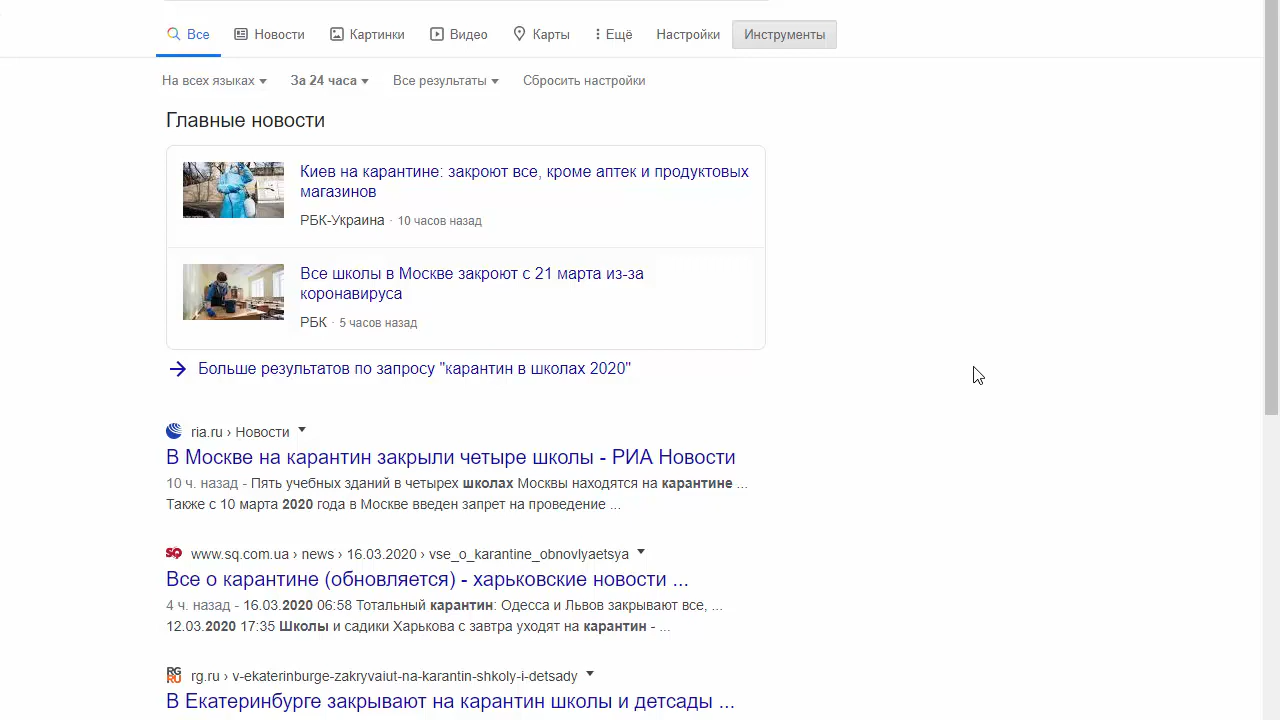 Все Новости Картинки Видео Карты Ещё Настройки Инструменты
На всех языках За 24 часа Все результаты Сбросить настройки
Главные новости
Киев на карантине: закроют все, кроме аптек и продуктовых
магазинов
РБК-Украина · 10 часов назад
Все школы в Москве закроют с 21 марта из-за
коронавируса
РБК · 5 часов назад
Больше результатов по запросу "карантин в школах 2020"
ria.ru › Новости
В Москве на карантин закрыли четыре школы - РИА Новости
10 ч. назад - Пять учебных зданий в четырех школах Москвы находятся на карантине ...
Также с 10 марта 2020 года в Москве введен запрет на проведение ...
SQ www.sq.com.ua › news › 16.03.2020 › vse_o_karantine_obnovlyaetsya
Все о карантине (обновляется) - харьковские новости ...
4 ч. назад - 16.03.2020 06:58 Тотальный карантин: Одесса и Львов закрывают все, ...
12.03.2020 17:35 Школы и садики Харькова с завтра уходят на карантин - ...
RG RU rg.ru › v-ekaterinburge-zakryvaiut-na-karantin-shkoly-i-detsady
В Екатеринбурге закрывают на карантин школы и детсады ...